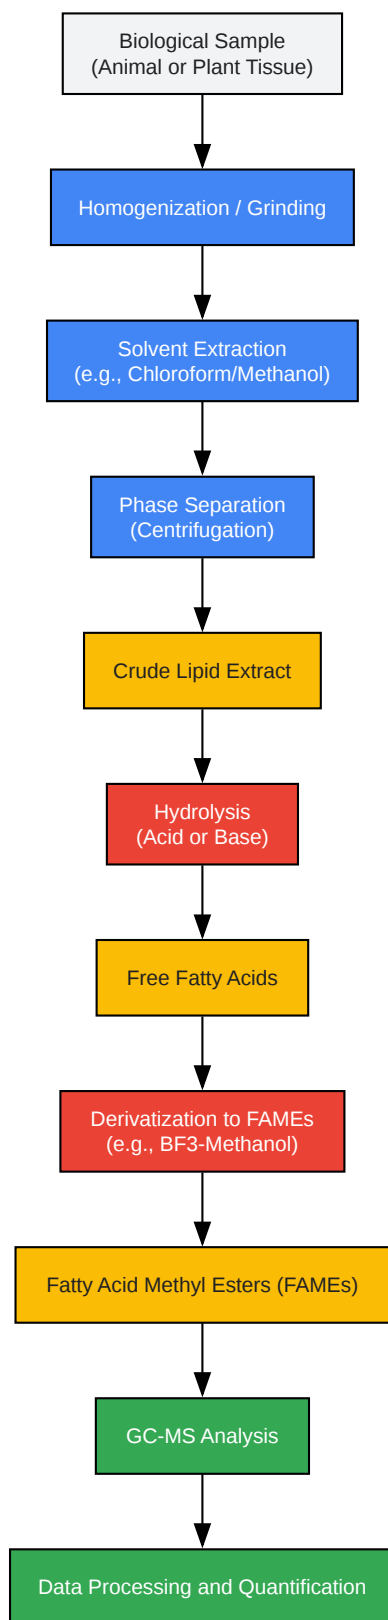 Biological Sample
(Animal or Plant Tissue)
Homogenization / Grinding
Solvent Extraction
(e.g., Chloroform/Methanol)
Phase Separation
(Centrifugation)
Crude Lipid Extract
Hydrolysis
(Acid or Base)
Free Fatty Acids
Derivatization to FAMEs
(e.g., BF3-Methanol)
Fatty Acid Methyl Esters (FAMEs)
GC-MS Analysis
Data Processing and Quantification